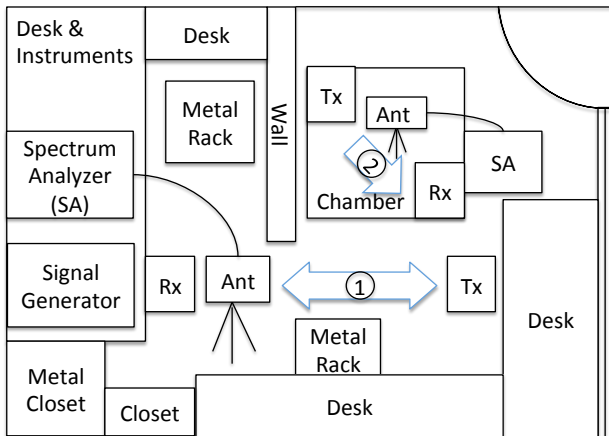 Desk &
Instruments
Desk
Metal
Rack
Wall
Tx
Ant
SA
2
Rx
Chamber
Spectrum
Analyzer
(SA)
Signal
Generator
Rx
Ant
1
Tx
Desk
Metal
Rack
Metal
Closet
Closet
Desk